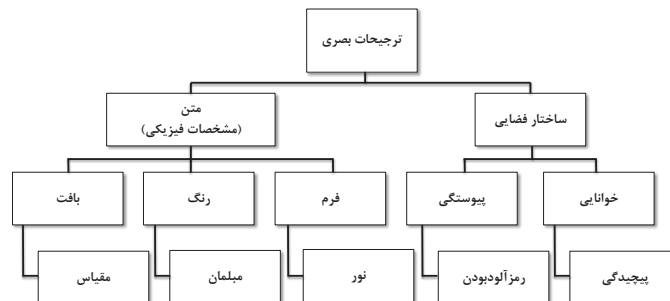 ترجیحات بصری
ساختار فضایی
متن
(مشخصات فیزیکی)
خوانایی
پیوستگی
فرم
رنگ
بافت
پیچیدگی
رمزآلودبودن
نور
مبلمان
مقیاس